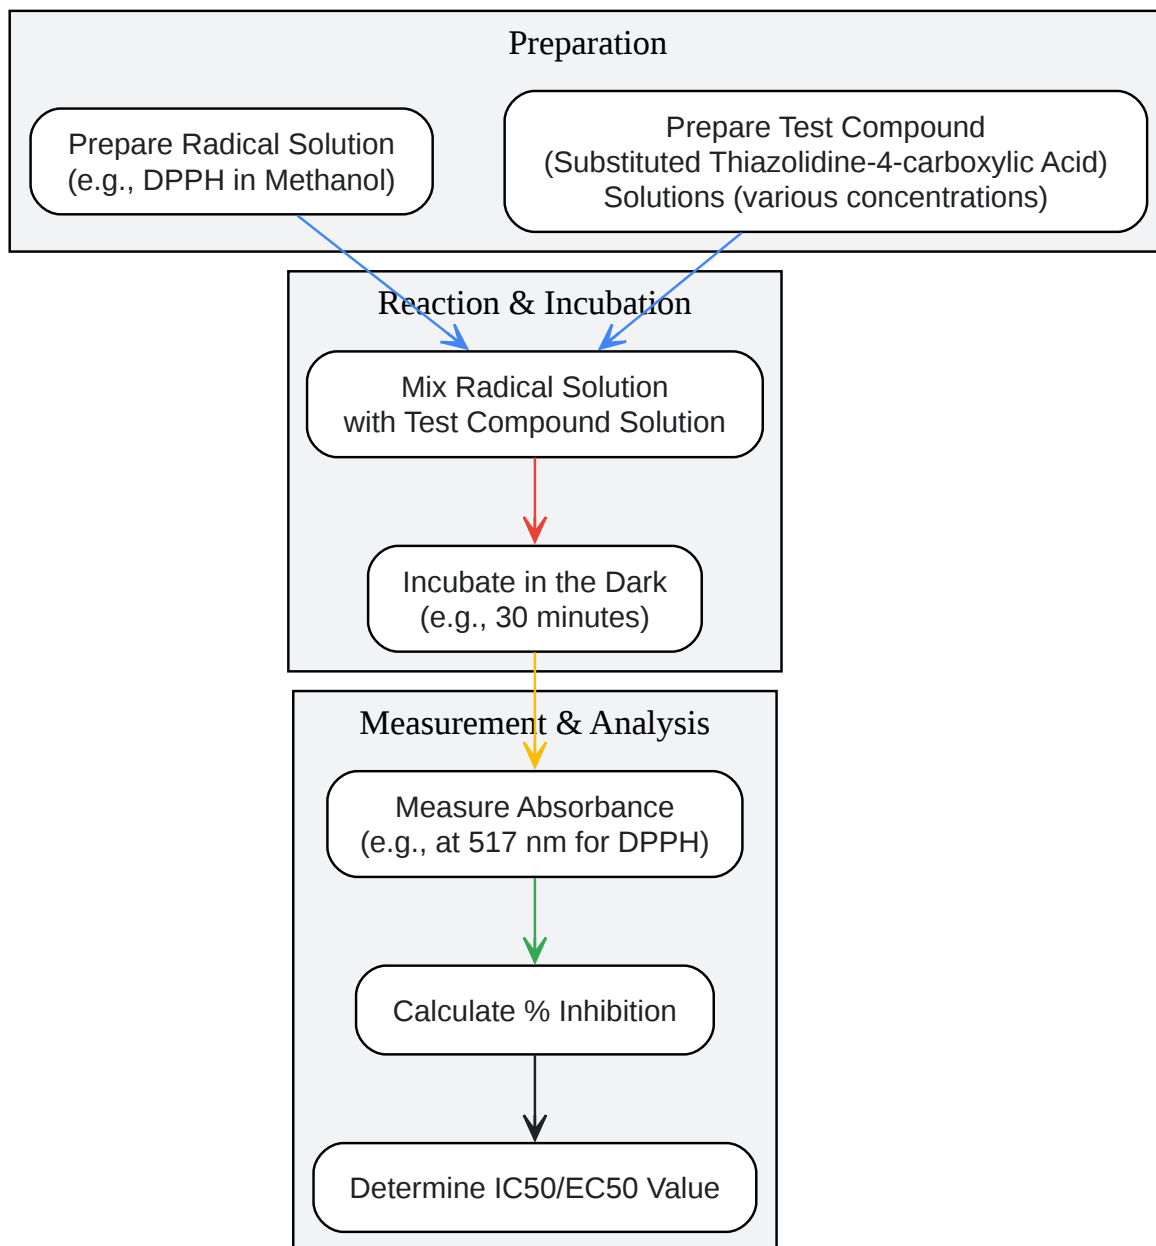 Preparation
Prepare Radical Solution
(e.g., DPPH in Methanol)
Prepare Test Compound
(Substituted Thiazolidine-4-carboxylic Acid)
Solutions (various concentrations)
Reaction & Incubation
Mix Radical Solution
with Test Compound Solution
Incubate in the Dark
(e.g., 30 minutes)
Measurement & Analysis
Measure Absorbance
(e.g., at 517 nm for DPPH)
Calculate % Inhibition
Determine IC50/EC50 Value